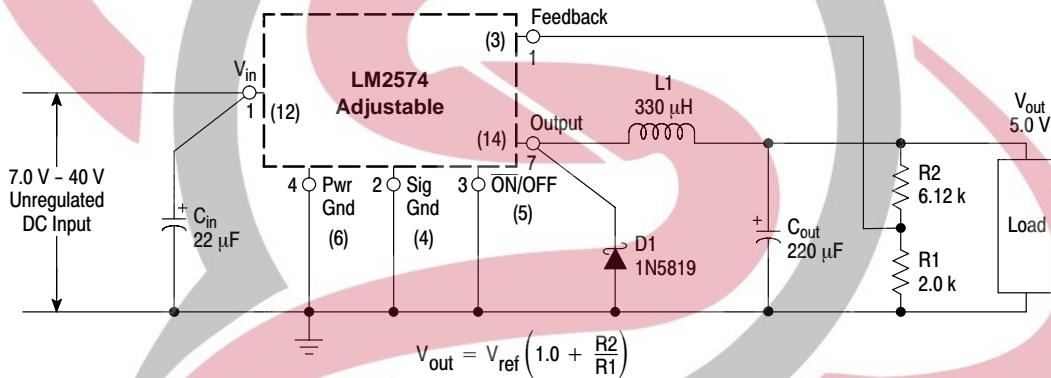 Feedback
(3)
1
V_in
1
(12)
LM2574
Adjustable
(14)
Output
7
L1
330 µH
V_out
5.0 V
7.0 V – 40 V
Unregulated
DC Input
C_in
22 µF
+
4
Pwr
Gnd
(6)
2
Sig
Gnd
(4)
3
O̅N̅/OFF
(5)
D1
1N5819
+
C_out
220 µF
R2
6.12 k
R1
2.0 k
Load
V_out = V_ref (1.0 + R2/R1)